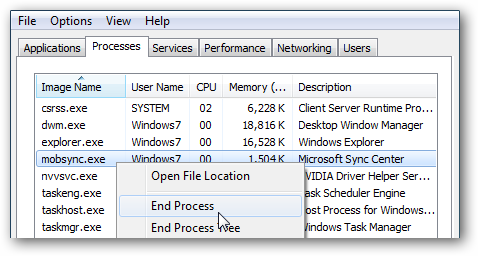 File Options View Help
Applications Processes Services Performance Networking Users
Image Name User Name CPU Memory (... Description
csrss.exe SYSTEM 02 6,228 K Client Server Runtime Pro...
dwm.exe Windows7 00 18,816 K Desktop Window Manager
explorer.exe Windows7 00 16,528 K Windows Explorer
mobsync.exe Windows7 00 1,504 K Microsoft Sync Center
nvvsvc.exe Open File Location NVIDIA Driver Helper Ser...
taskeng.exe Task Scheduler Engine
taskhost.exe End Process Host Process for Windows...
taskmgr.exe End Process Tree Windows Task Manager